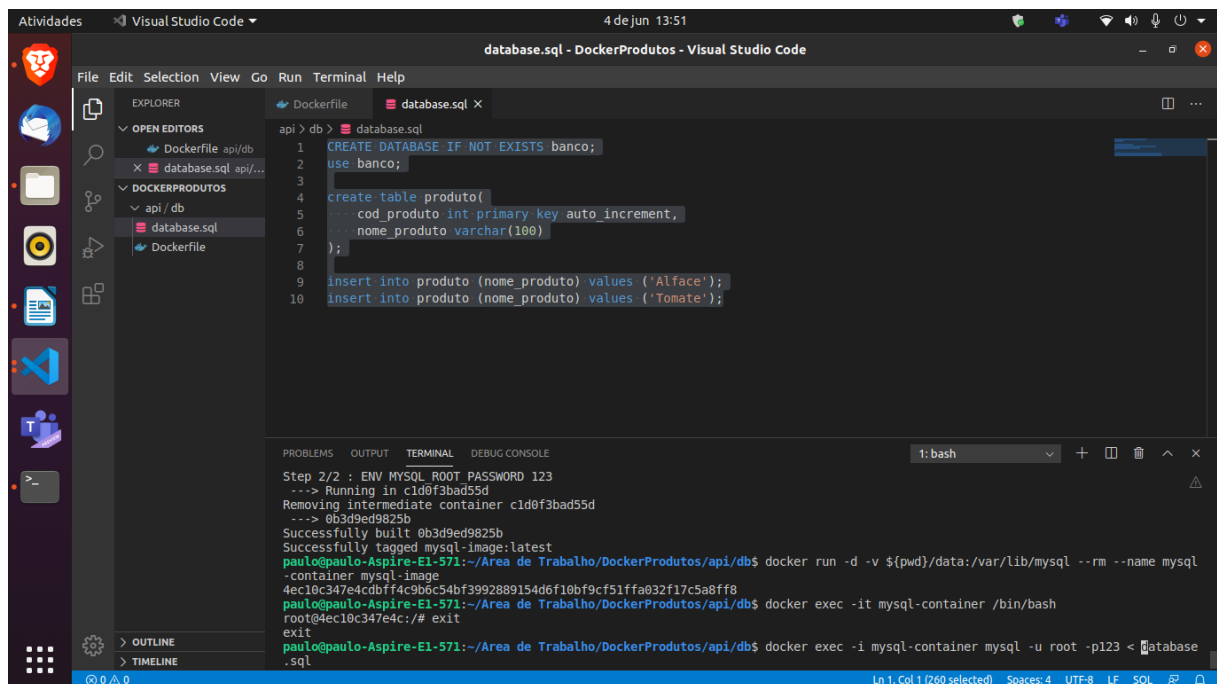 Atividades
Visual Studio Code
4 de jun 13:51
database.sql - DockerProdutos - Visual Studio Code
File Edit Selection View Go Run Terminal Help
EXPLORER
OPEN EDITORS
Dockerfile api/db
database.sql api/...
DOCKERPRODUTOS
api / db
database.sql
Dockerfile
OUTLINE
TIMELINE
Dockerfile
database.sql
api > db > database.sql
1 CREATE DATABASE IF NOT EXISTS banco;
2 use banco;
3
4 create table produto(
5 ····cod_produto int primary key auto_increment,
6 ····nome_produto varchar(100)
7 );
8
9 insert into produto (nome_produto) values ('Alface');
10 insert into produto (nome_produto) values ('Tomate');
PROBLEMS OUTPUT TERMINAL DEBUG CONSOLE
1: bash
Step 2/2 : ENV MYSQL_ROOT_PASSWORD 123
---> Running in c1d0f3bad55d
Removing intermediate container c1d0f3bad55d
---> 0b3d9ed9825b
Successfully built 0b3d9ed9825b
Successfully tagged mysql-image:latest
paulo@paulo-Aspire-E1-571:~/Área de Trabalho/DockerProdutos/api/db$ docker run -d -v ${pwd}/data:/var/lib/mysql --rm --name mysql
-container mysql-image
4ec10c347e4cdbff4c9b6c54bf3992889154d6f10bf9cf51ffa032f17c5a8ff8
paulo@paulo-Aspire-E1-571:~/Área de Trabalho/DockerProdutos/api/db$ docker exec -it mysql-container /bin/bash
root@4ec10c347e4c:/# exit
exit
paulo@paulo-Aspire-E1-571:~/Área de Trabalho/DockerProdutos/api/db$ docker exec -i mysql-container mysql -u root -p123 < database
.sql
0 0
Ln 1, Col 1 (260 selected) Spaces: 4 UTF-8 LF SQL